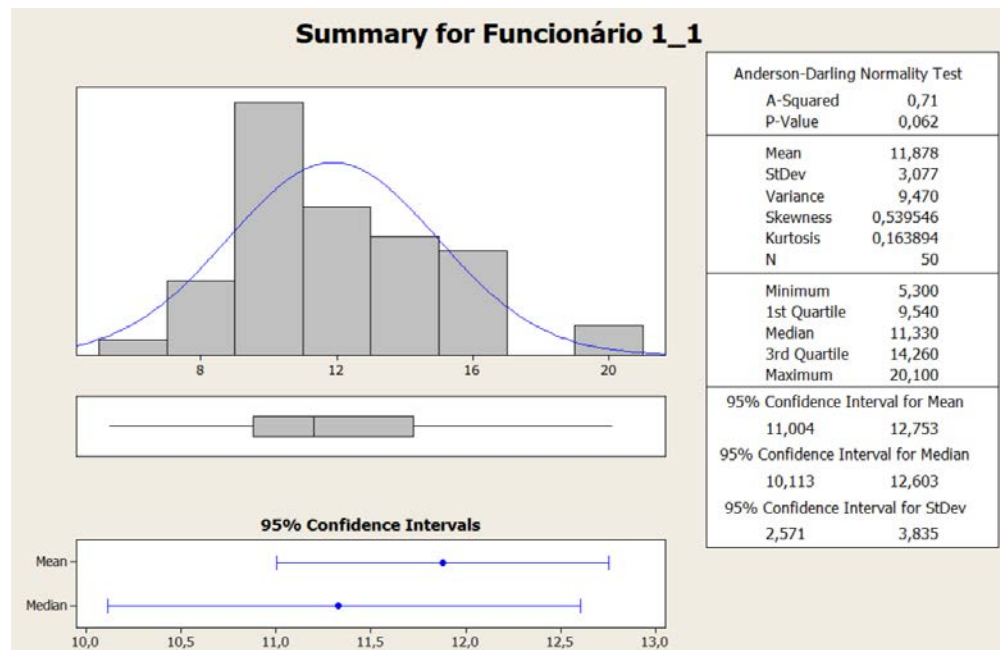 Summary for Funcionário 1_1
8 12 16 20
95% Confidence Intervals
Mean
Median
10,0 10,5 11,0 11,5 12,0 12,5 13,0
Anderson-Darling Normality Test
A-Squared 0,71
P-Value 0,062
Mean 11,878
StDev 3,077
Variance 9,470
Skewness 0,539546
Kurtosis 0,163894
N 50
Minimum 5,300
1st Quartile 9,540
Median 11,330
3rd Quartile 14,260
Maximum 20,100
95% Confidence Interval for Mean
11,004 12,753
95% Confidence Interval for Median
10,113 12,603
95% Confidence Interval for StDev
2,571 3,835